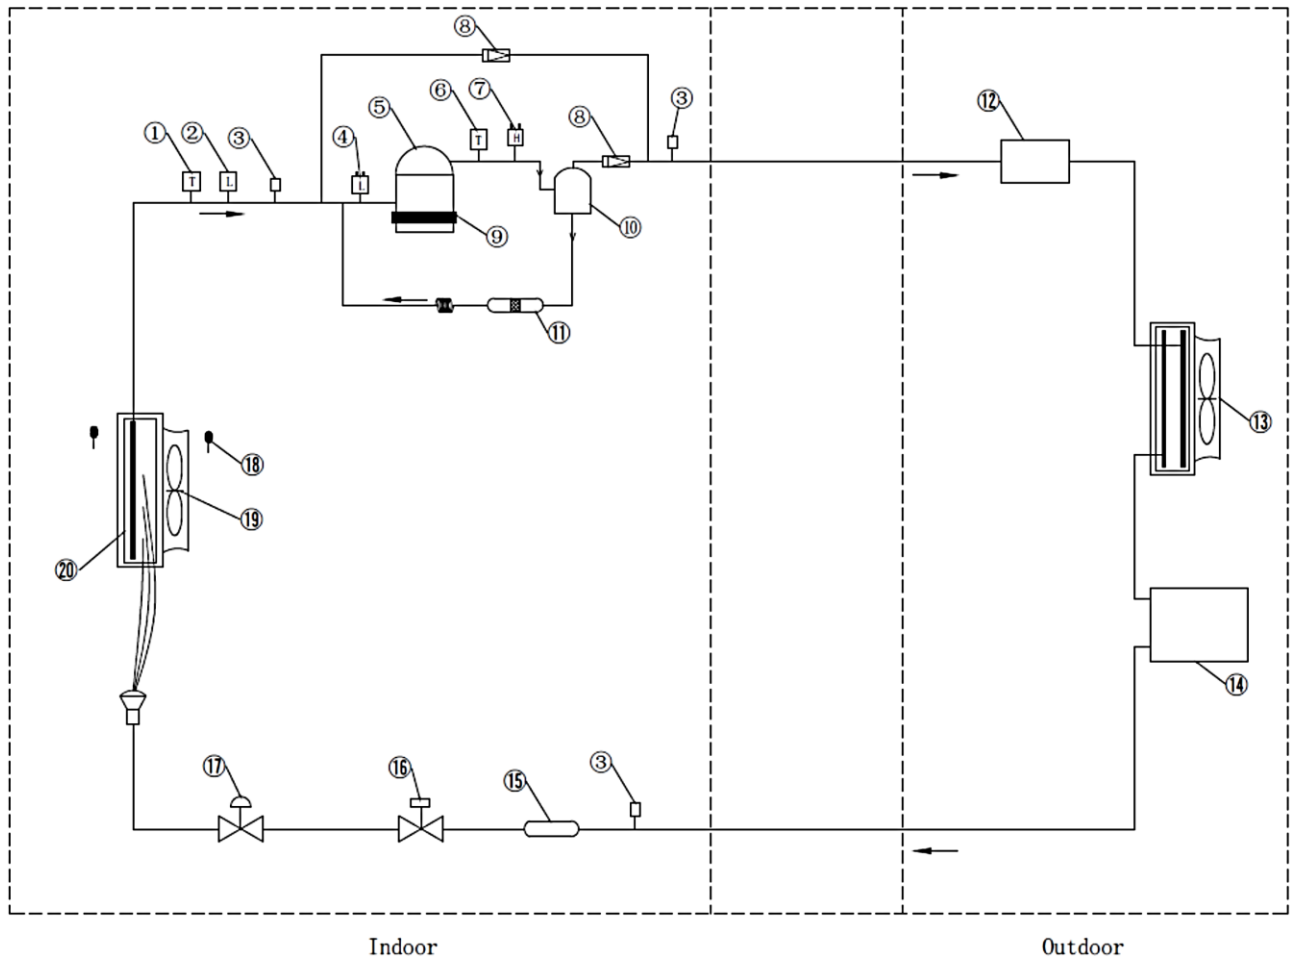 ⑧
⑤ ⑥ ⑦ ⑧ ③ ⑫
① ② ③ ④
T L L T H
⑨ ⑩
⑪
⑬
⑱
⑲
⑳
⑭
⑰ ⑯ ⑮ ③
Indoor Outdoor